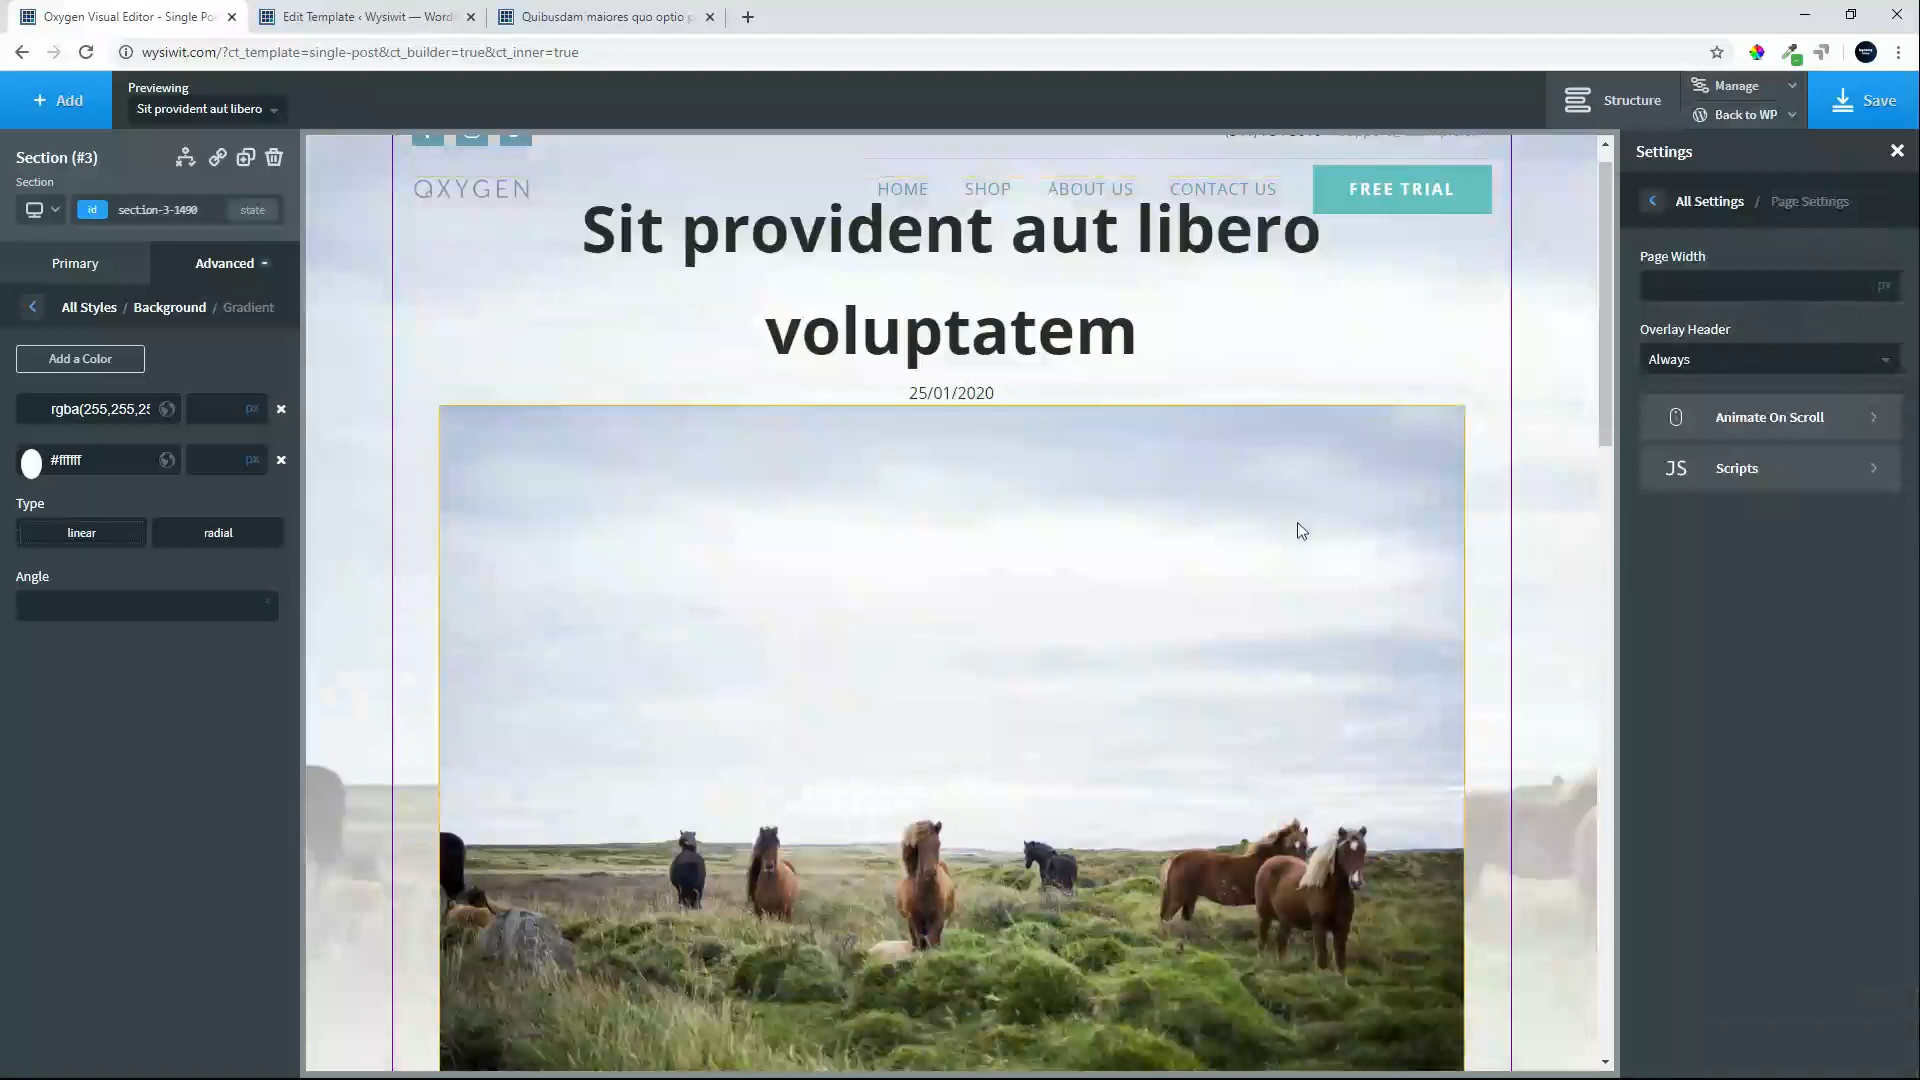 Oxygen Visual Editor - Single Po
Edit Template ‹ Wysiwit — Word
Quibusdam maiores quo optio
wysiwit.com/?ct_template=single-post&ct_builder=true&ct_inner=true
+ Add
Previewing
Sit provident aut libero
Structure
Manage
Back to WP
Save
Section (#3)
Section
id section-3-1490 state
Primary
Advanced
All Styles / Background / Gradient
Add a Color
rgba(255,255,25 px
#ffffff px
Type
linear
radial
Angle
°
OXYGEN
HOME
SHOP
ABOUT US
CONTACT US
FREE TRIAL
Sit provident aut libero
voluptatem
25/01/2020
Settings
All Settings / Page Settings
Page Width
px
Overlay Header
Always
Animate On Scroll
JS Scripts